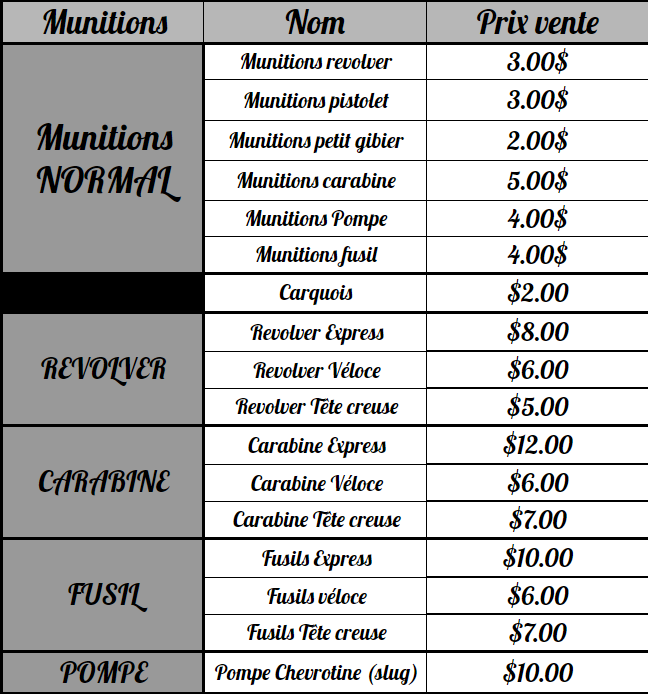 Munitions Nom Prix vente
Munitions revolver 3.00$
Munitions pistolet 3.00$
Munitions petit gibier 2.00$
Munitions
NORMAL
Munitions carabine 5.00$
Munitions Pompe 4.00$
Munitions fusil 4.00$
Carquois $2.00
Revolver Express $8.00
REVOLVER Revolver Véloce $6.00
Revolver Tête creuse $5.00
Carabine Express $12.00
CARABINE Carabine Véloce $6.00
Carabine Tête creuse $7.00
Fusils Express $10.00
FUSIL Fusils véloce $6.00
Fusils Tête creuse $7.00
POMPE Pompe Chevrotine (slug) $10.00